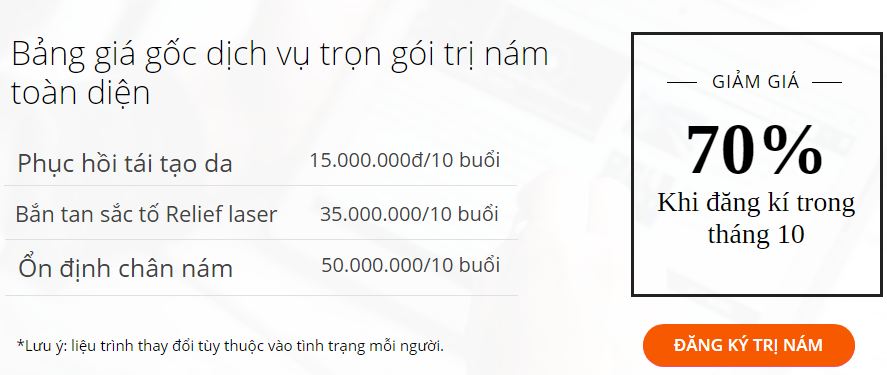 Bảng giá gốc dịch vụ trọn gói trị nám
toàn diện
Phục hồi tái tạo da 15.000.000đ/10 buổi
Bắn tan sắc tố Relief laser 35.000.000/10 buổi
Ổn định chân nám 50.000.000/10 buổi
*Lưu ý: liệu trình thay đổi tùy thuộc vào tình trạng mỗi người.
GIẢM GIÁ
70%
Khi đăng kí trong
tháng 10
ĐĂNG KÝ TRỊ NÁM